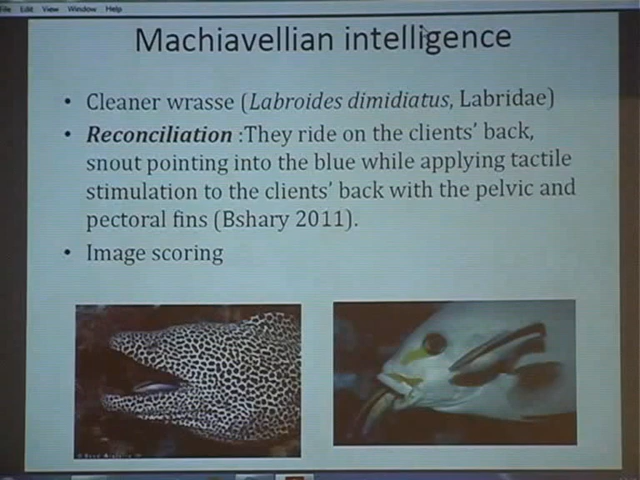 File Edit View Window Help
Machiavellian intelligence
• Cleaner wrasse (Labroides dimidiatus, Labridae)
• Reconciliation :They ride on the clients' back,
snout pointing into the blue while applying tactile
stimulation to the clients' back with the pelvic and
pectoral fins (Bshary 2011).
• Image scoring